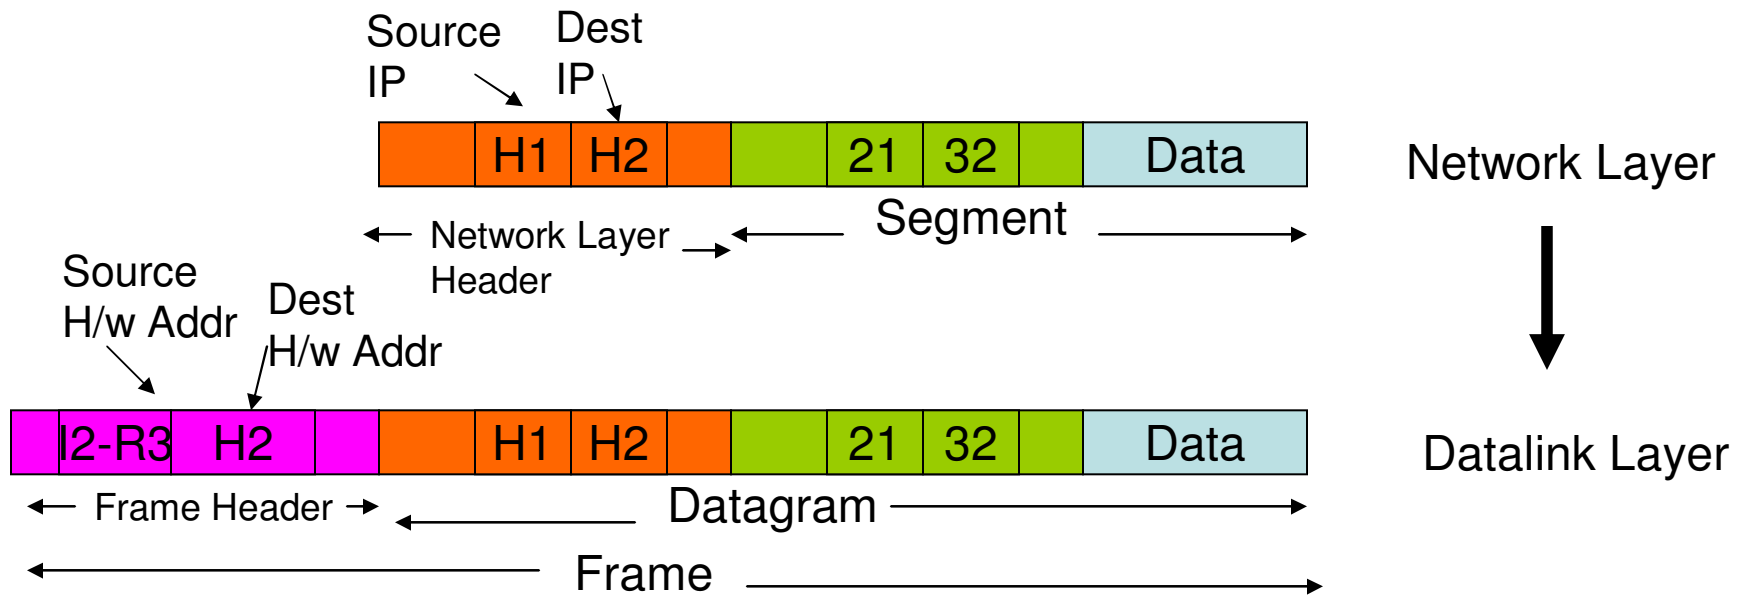 Source
IP
Dest
IP
H1 H2 21 32 Data
Network Layer
Network Layer
Header
Segment
Source
H/w Addr
Dest
H/w Addr
I2-R3 H2 H1 H2 21 32 Data
Datalink Layer
Frame Header
Datagram
Frame